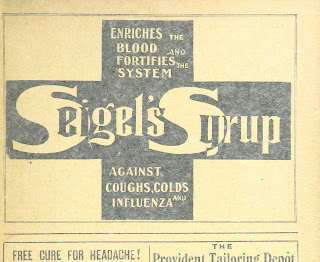 ENRICHES THE
BLOOD AND
FORTIFIES THE
SYSTEM
Seigel's Syrup
AGAINST
COUGHS, COLDS
AND
INFLUENZA
FREE CURE FOR HEADACHE!
THE
Provident Tailoring Depôt